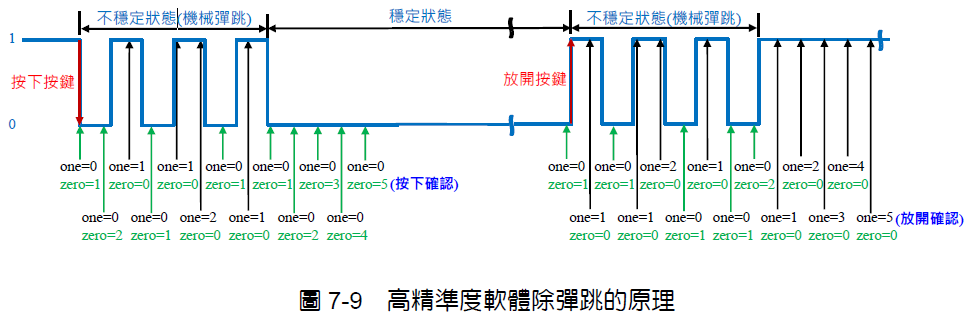 不穩定狀態(機械彈跳) 穩定狀態 不穩定狀態(機械彈跳)
1
按下按鍵 放開按鍵
0
one=0 one=1 one=1 one=0 one=0 one=0 one=0 one=0 one=0 one=2 one=1 one=0 one=2 one=4
zero=1 zero=0 zero=0 zero=1 zero=1 zero=3 zero=5 (按下確認) zero=1 zero=1 zero=0 zero=0 zero=2 zero=0 zero=0
one=0 one=0 one=2 one=1 one=0 one=0 one=1 one=1 one=0 one=0 one=1 one=3 one=5 (放開確認)
zero=2 zero=1 zero=0 zero=0 zero=2 zero=4 zero=0 zero=0 zero=1 zero=1 zero=0 zero=0 zero=0
圖 7-9 高精準度軟體除彈跳的原理